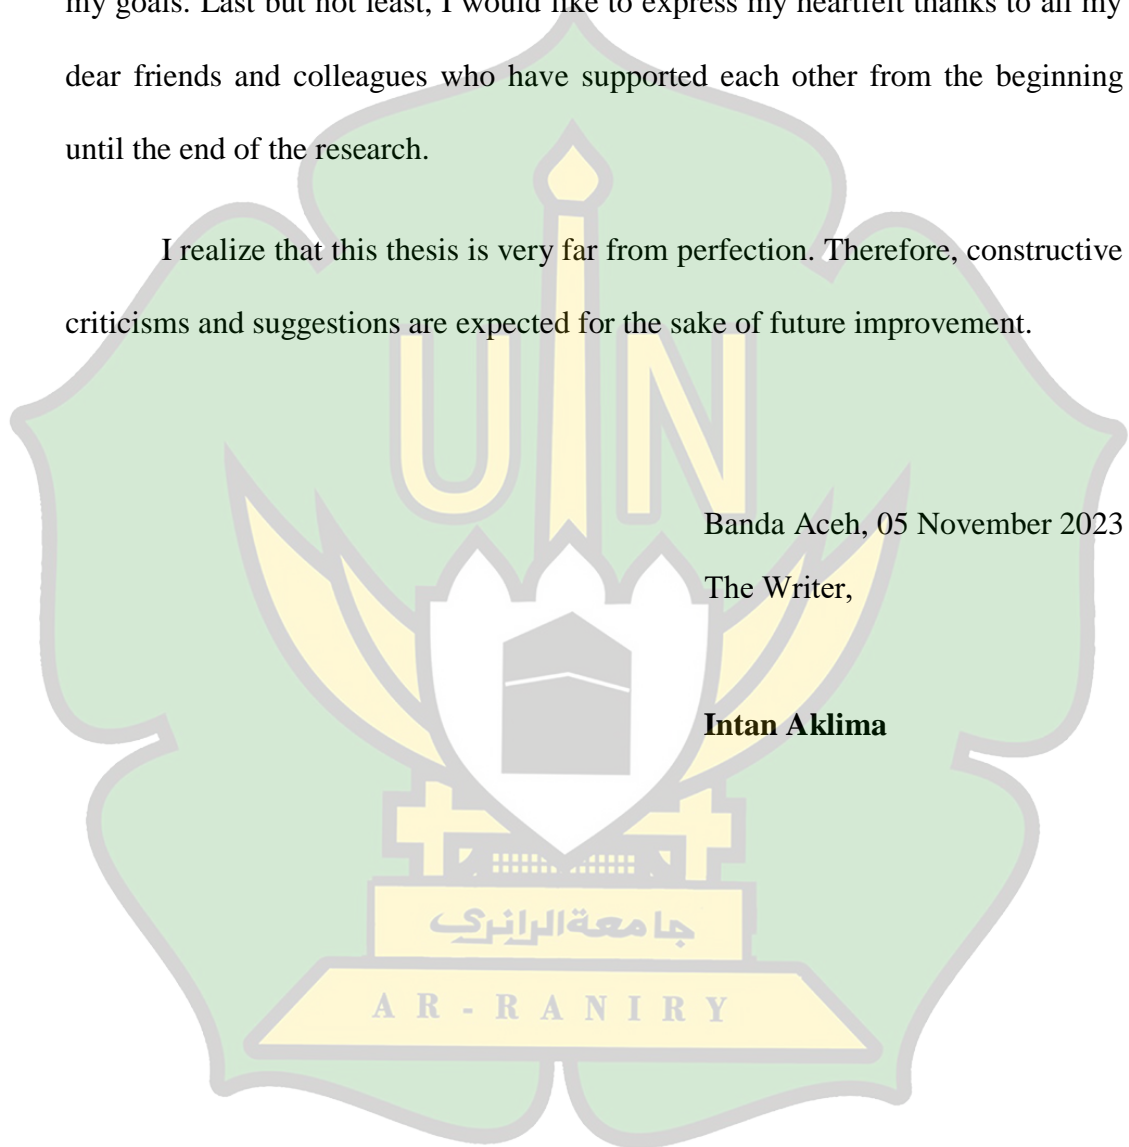 my goals. Last but not least, I would like to express my heartfelt thanks to all my
dear friends and colleagues who have supported each other from the beginning
until the end of the research.
I realize that this thesis is very far from perfection. Therefore, constructive
criticisms and suggestions are expected for the sake of future improvement.
UIN
Banda Aceh, 05 November 2023
The Writer,
Intan Aklima
جامعةالرانري
AR-RANIRY